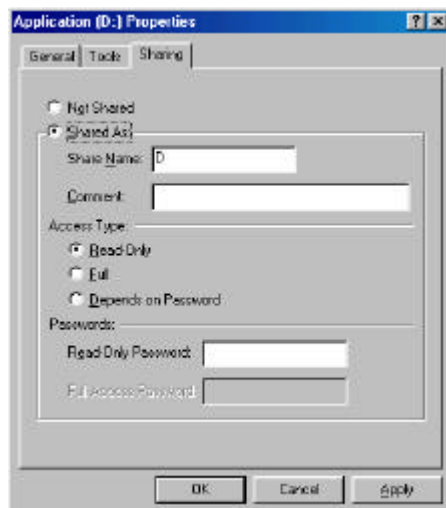 Application (D:) Properties
General Tools Sharing
Not Shared
Shared As:
Share Name: D
Comment:
Access Type:
Read-Only
Full
Depends on Password
Passwords:
Read-Only Password:
Full Access Password:
OK Cancel Apply